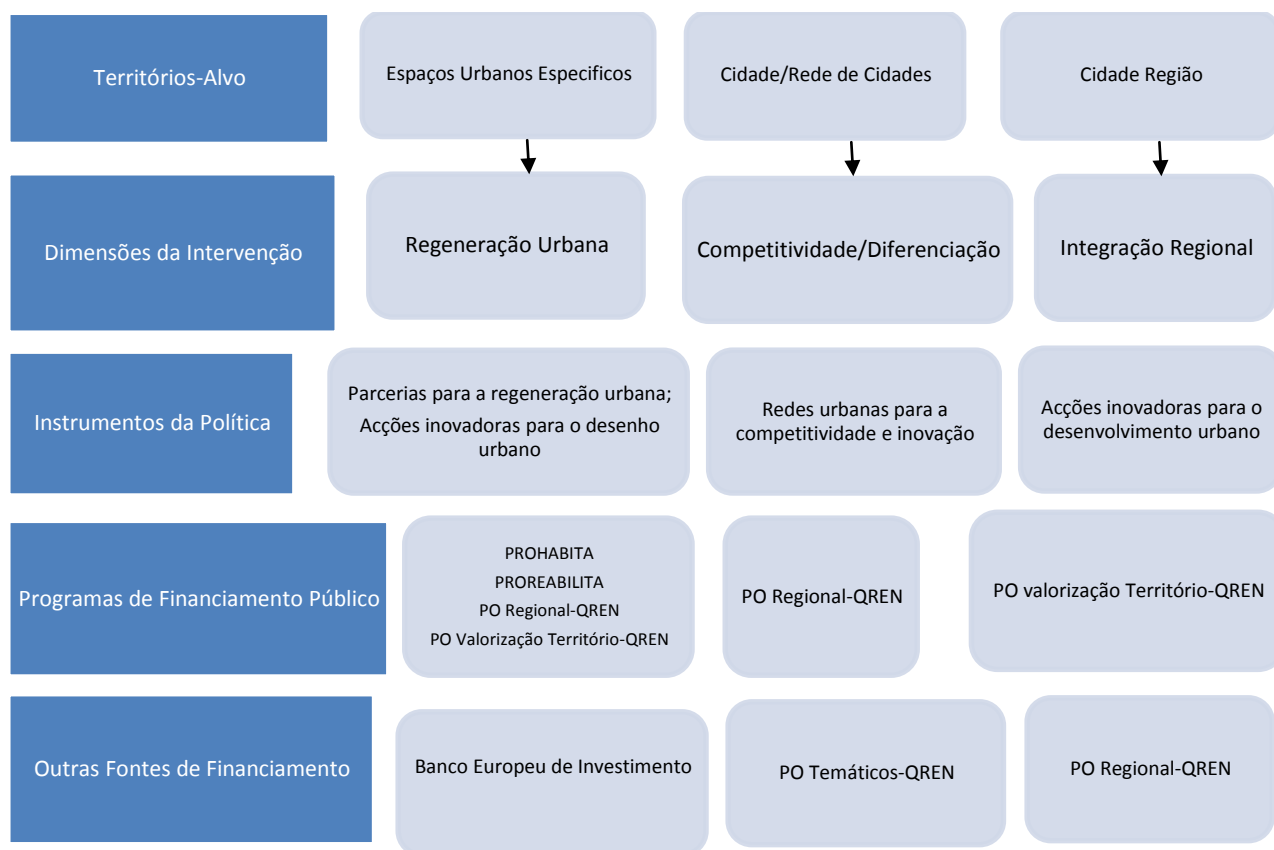 Territórios-Alvo
Espaços Urbanos Especificos
Cidade/Rede de Cidades
Cidade Região
Dimensões da Intervenção
Regeneração Urbana
Competitividade/Diferenciação
Integração Regional
Instrumentos da Política
Parcerias para a regeneração urbana;
Acções inovadoras para o desenho
urbano
Redes urbanas para a
competitividade e inovação
Acções inovadoras para o
desenvolvimento urbano
Programas de Financiamento Público
PROHABITA
PROREABILITA
PO Regional-QREN
PO Valorização Território-QREN
PO Regional-QREN
PO valorização Território-QREN
Outras Fontes de Financiamento
Banco Europeu de Investimento
PO Temáticos-QREN
PO Regional-QREN